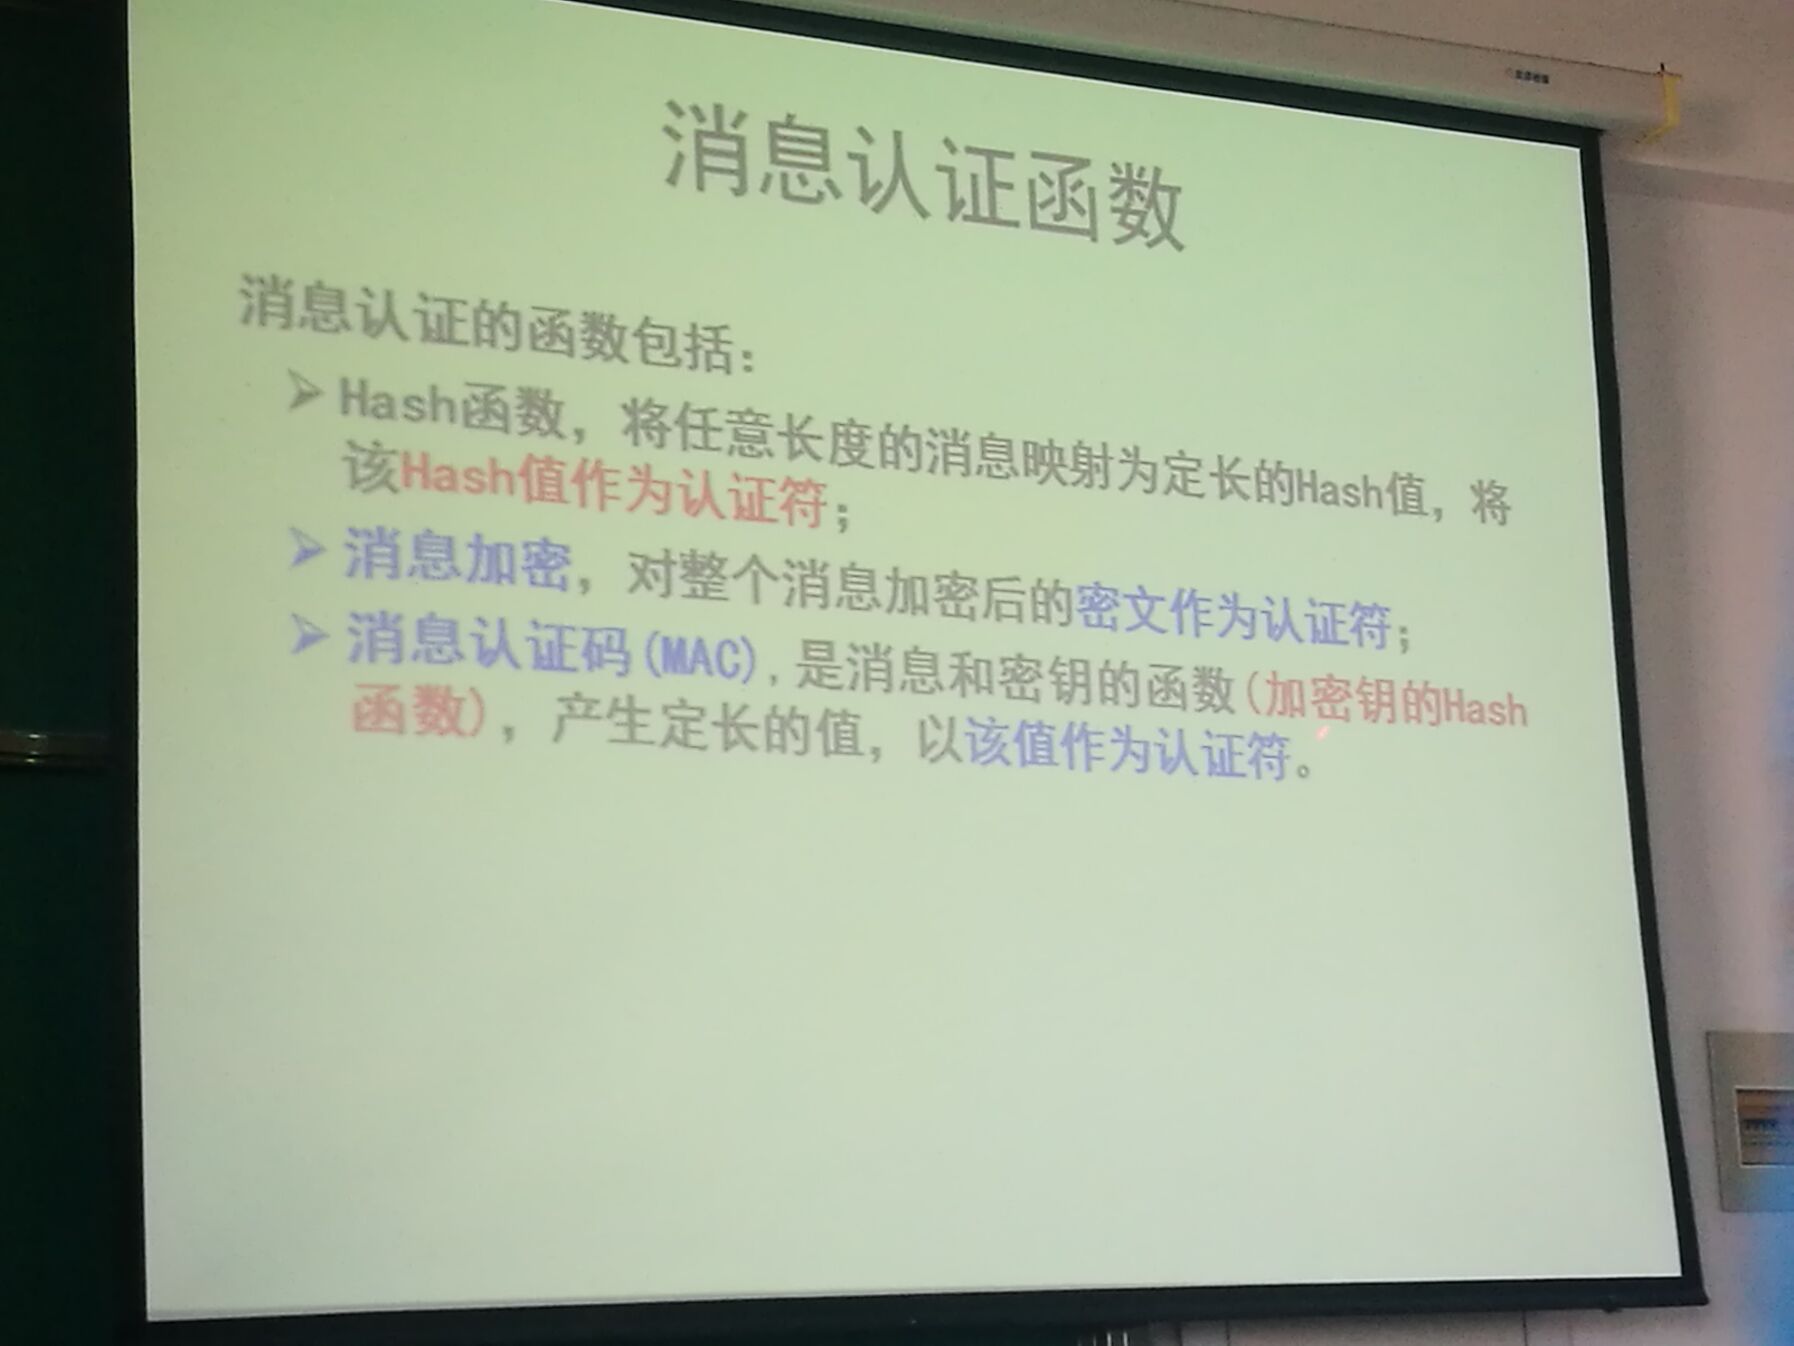 消息认证函数
消息认证的函数包括：
➢Hash函数，将任意长度的消息映射为定长的Hash值，将
该Hash值作为认证符；
➢消息加密，对整个消息加密后的密文作为认证符；
➢消息认证码(MAC),是消息和密钥的函数(加密钥的Hash
函数)，产生定长的值，以该值作为认证符。